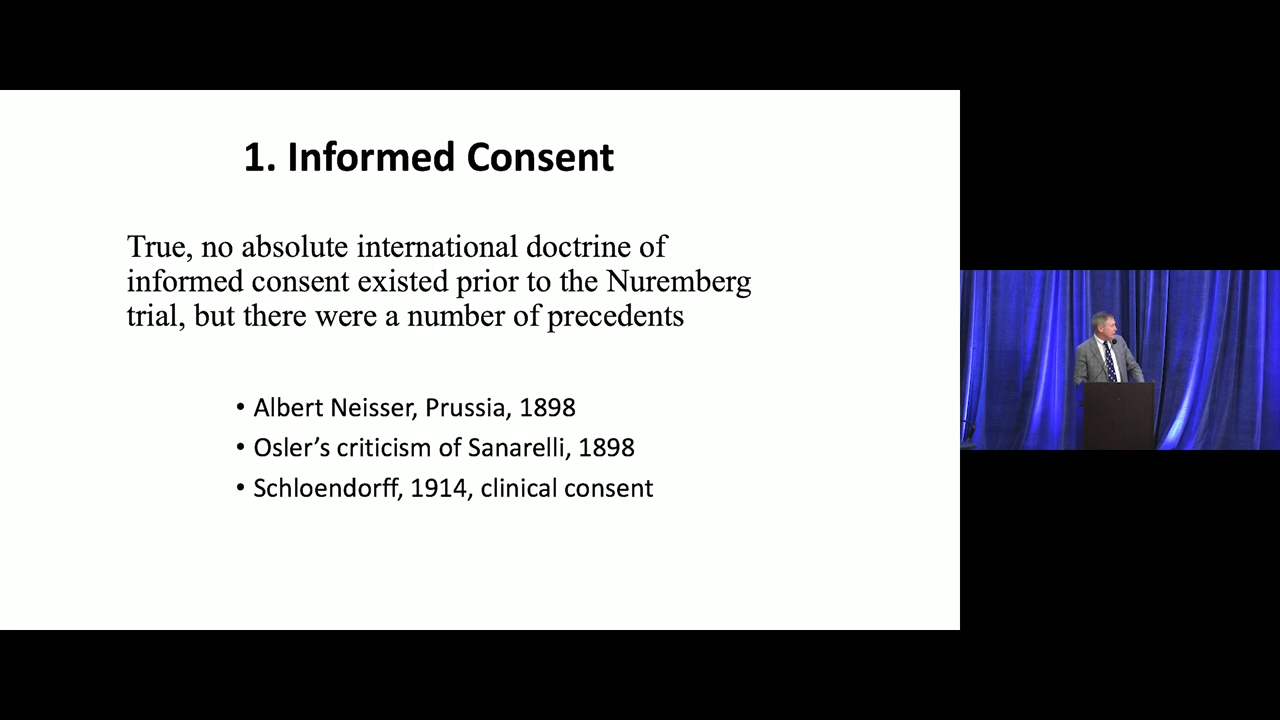 1. Informed Consent
True, no absolute international doctrine of
informed consent existed prior to the Nuremberg
trial, but there were a number of precedents
• Albert Neisser, Prussia, 1898
• Osler’s criticism of Sanarelli, 1898
• Schloendorff, 1914, clinical consent